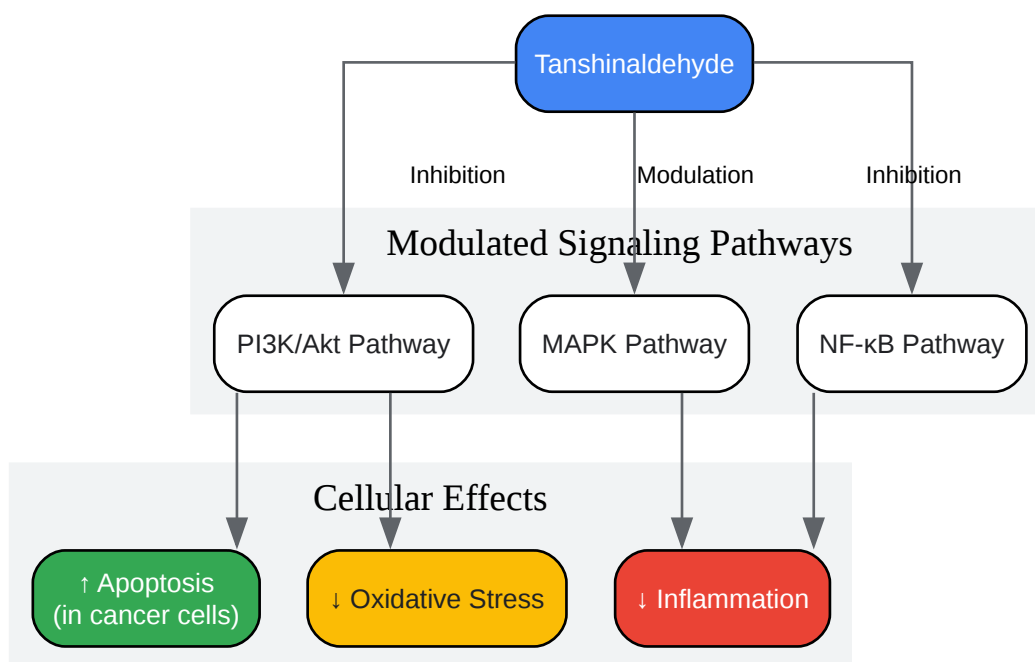 Tanshinaldehyde
Inhibition
Modulation
Inhibition
Modulated Signaling Pathways
PI3K/Akt Pathway
MAPK Pathway
NF-κB Pathway
Cellular Effects
↑ Apoptosis
(in cancer cells)
↓ Oxidative Stress
↓ Inflammation